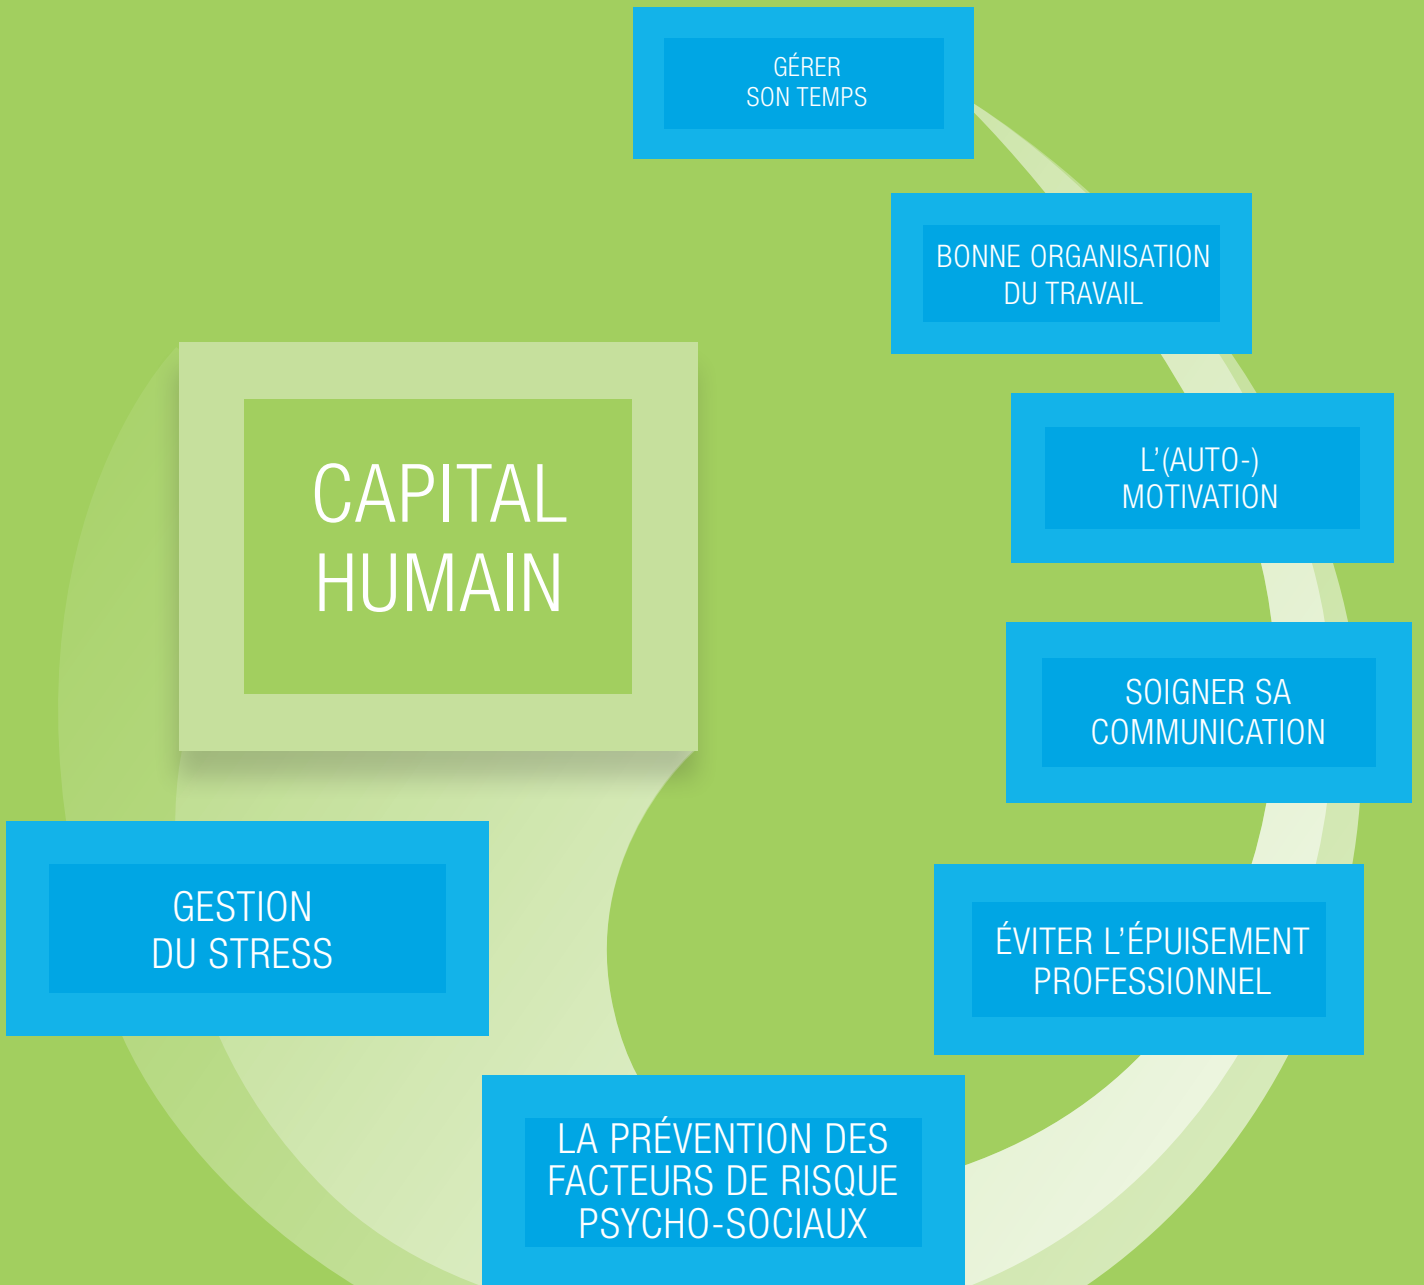 GÉRER
SON TEMPS
BONNE ORGANISATION
DU TRAVAIL
L’(AUTO-)
MOTIVATION
CAPITAL
HUMAIN
SOIGNER SA
COMMUNICATION
GESTION
DU STRESS
ÉVITER L’ÉPUISEMENT
PROFESSIONNEL
LA PRÉVENTION DES
FACTEURS DE RISQUE
PSYCHO-SOCIAUX